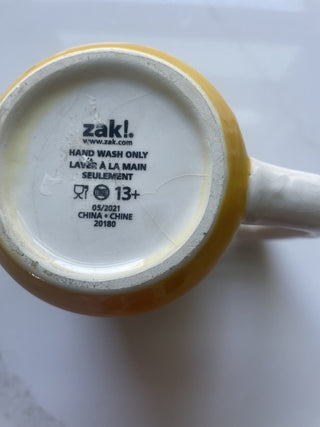 zak!.
www.zak.com
HAND WASH ONLY
LAVER À LA MAIN
SEULEMENT
13+
05/2021
CHINA • CHINE
20180